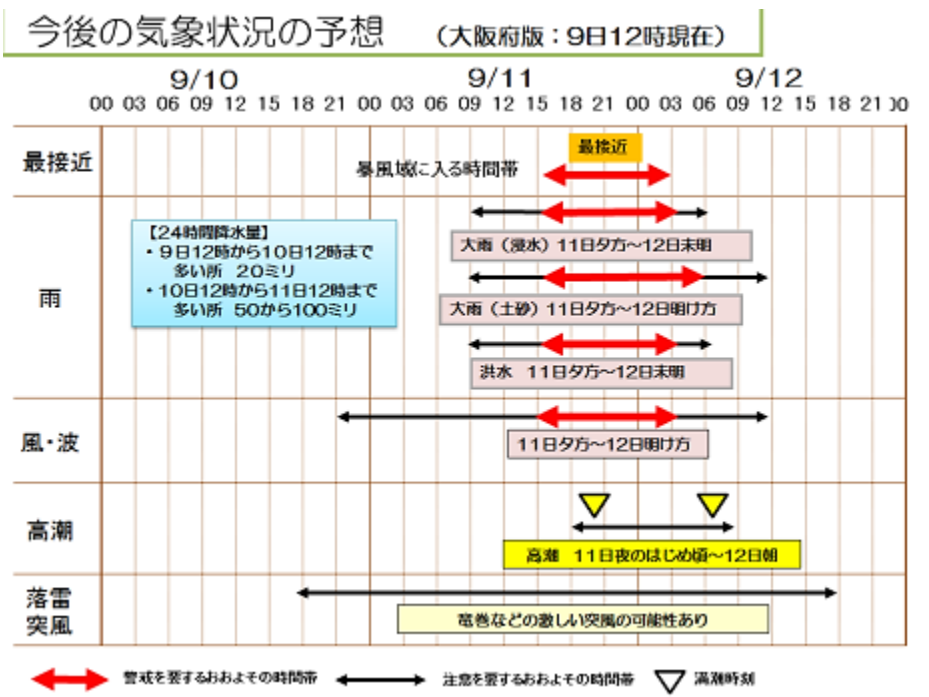 今後の気象状況の予想 （大阪府版：9日12時現在）
9/10 9/11 9/12
00 03 06 09 12 15 18 21 00 03 06 09 12 15 18 21 00 03 06 09 12 15 18 21 00
最接近
最接近
暴風域に入る時間帯
雨
【24時間降水量】
・9日12時から10日12時まで
多い所 20ミリ
・10日12時から11日12時まで
多い所 50から100ミリ
大雨（浸水）11日夕方～12日未明
大雨（土砂）11日夕方～12日明け方
洪水 11日夕方～12日未明
風・波
11日夕方～12日明け方
高潮
高潮 11日夜のはじめ頃～12日朝
落雷
突風
竜巻などの激しい突風の可能性あり
警戒を要するおおよその時間帯 注意を要するおおよその時間帯 満潮時刻